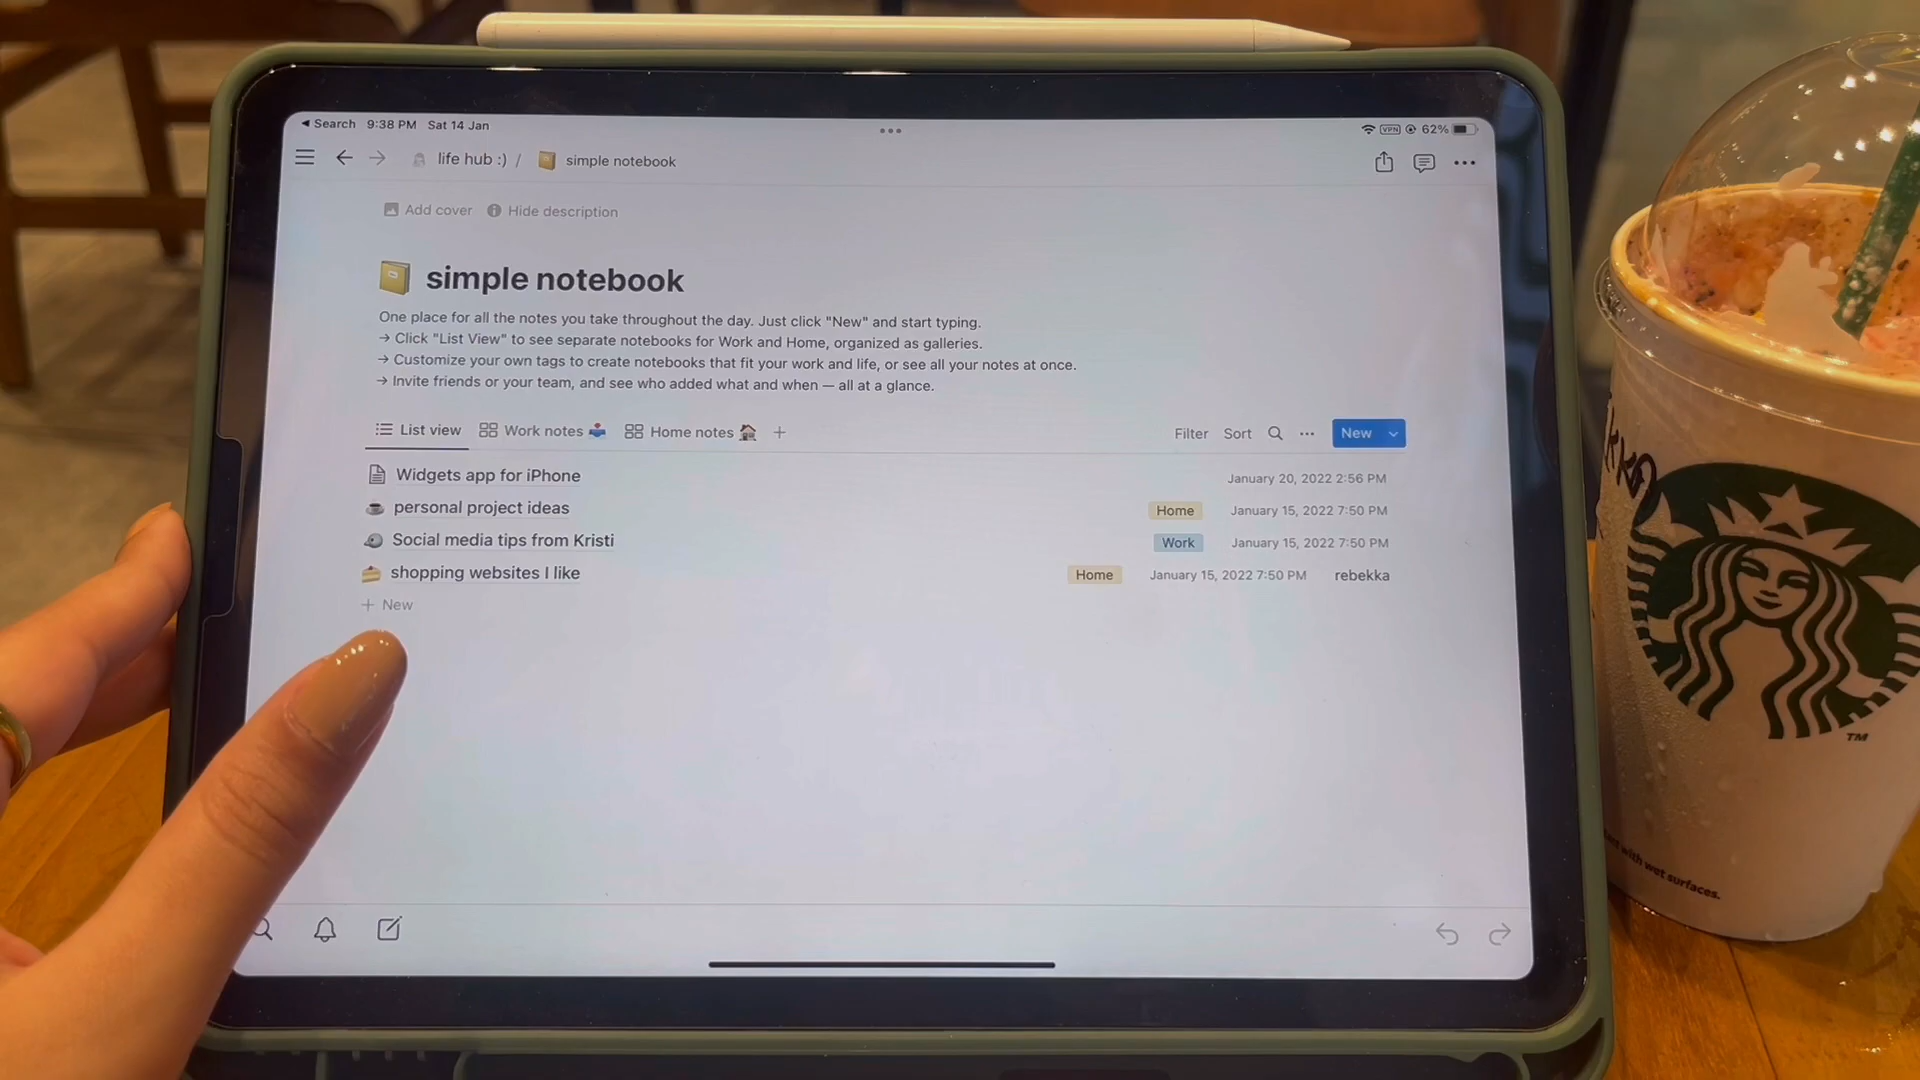 Search 9:38 PM Sat 14 Jan
VPN 62%
life hub :) / simple notebook
Add cover Hide description
simple notebook
One place for all the notes you take throughout the day. Just click "New" and start typing.
→ Click "List View" to see separate notebooks for Work and Home, organized as galleries.
→ Customize your own tags to create notebooks that fit your work and life, or see all your notes at once.
→ Invite friends or your team, and see who added what and when — all at a glance.
List view Work notes Home notes + Filter Sort New
Widgets app for iPhone January 20, 2022 2:56 PM
personal project ideas Home January 15, 2022 7:50 PM
Social media tips from Kristi Work January 15, 2022 7:50 PM
shopping websites I like Home January 15, 2022 7:50 PM rebekka
+ New
TM
with wet surfaces.